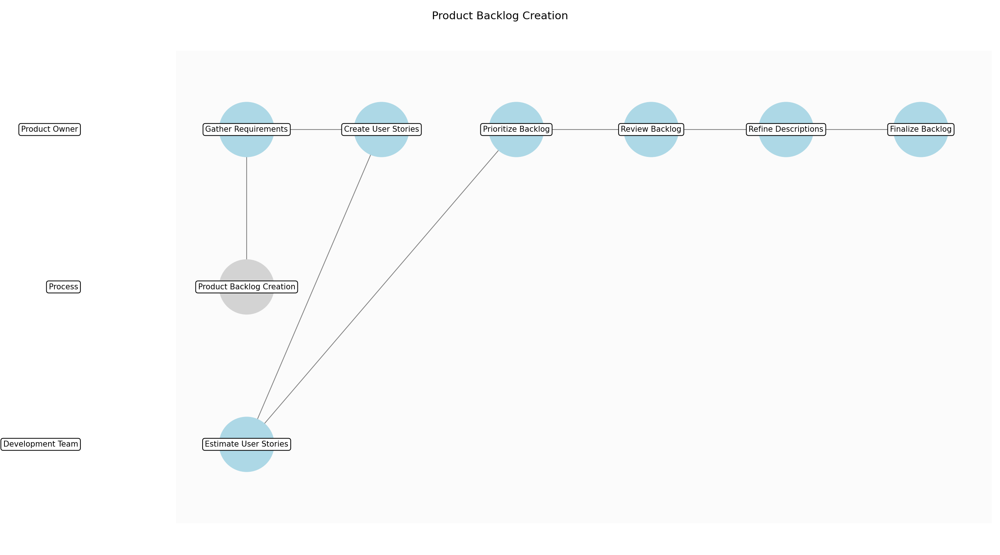 Product Backlog Creation
Product Owner
Gather Requirements
Create User Stories
Prioritize Backlog
Review Backlog
Refine Descriptions
Finalize Backlog
Process
Product Backlog Creation
Development Team
Estimate User Stories